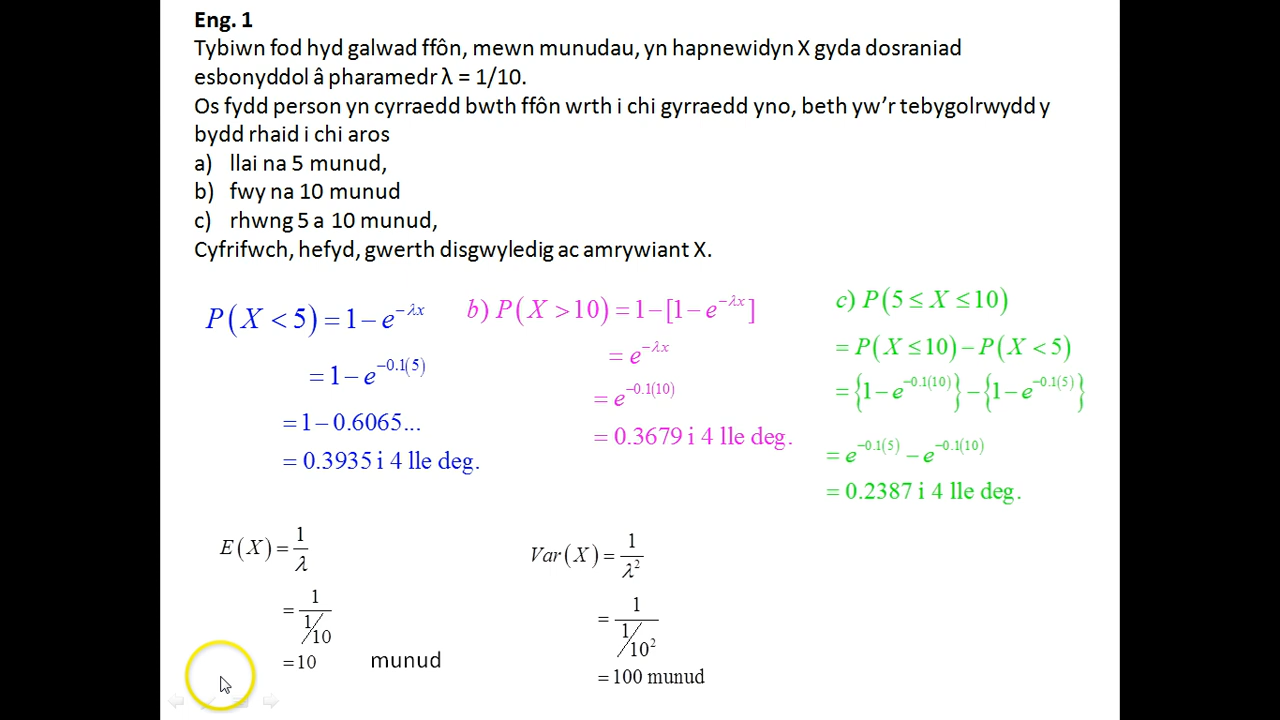 Eng. 1
Tybiwn fod hyd galwad ffôn, mewn munudau, yn hapnewidyn X gyda dosraniad
esbonyddol â pharamedr λ = 1/10.
Os fydd person yn cyrraedd bwth ffôn wrth i chi gyrraedd yno, beth yw’r tebygolrwydd y
bydd rhaid i chi aros
a) llai na 5 munud,
b) fwy na 10 munud
c) rhwng 5 a 10 munud,
Cyfrifwch, hefyd, gwerth disgwyledig ac amrywiant X.
P(X < 5) = 1 − e^{−λx}
= 1 − e^{−0.1(5)}
= 1 − 0.6065...
= 0.3935 i 4 lle deg.
b) P(X > 10) = 1 − [1 − e^{−λx}]
= e^{−λx}
= e^{−0.1(10)}
= 0.3679 i 4 lle deg.
c) P(5 ≤ X ≤ 10)
= P(X ≤ 10) − P(X < 5)
= {1 − e^{−0.1(10)}} − {1 − e^{−0.1(5)}}
= e^{−0.1(5)} − e^{−0.1(10)}
= 0.2387 i 4 lle deg.
E(X) = 1/λ
= 1/(1/10)
= 10 munud
Var(X) = 1/λ²
= 1/(1/10²)
= 100 munud